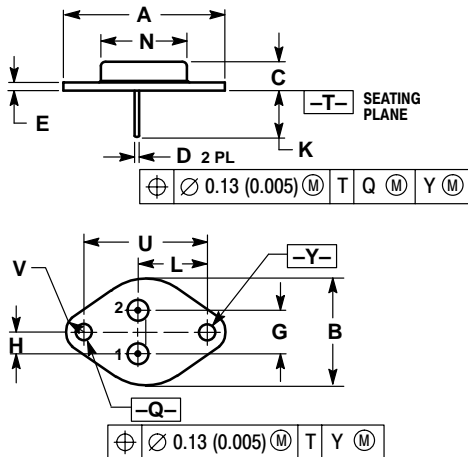 A
N
C
E
–T– SEATING PLANE
K
D 2 PL
⌖ ∅ 0.13 (0.005) Ⓜ T Q Ⓜ Y Ⓜ
U
V
L
–Y–
2
G
B
H
1
–Q–
⌖ ∅ 0.13 (0.005) Ⓜ T Y Ⓜ